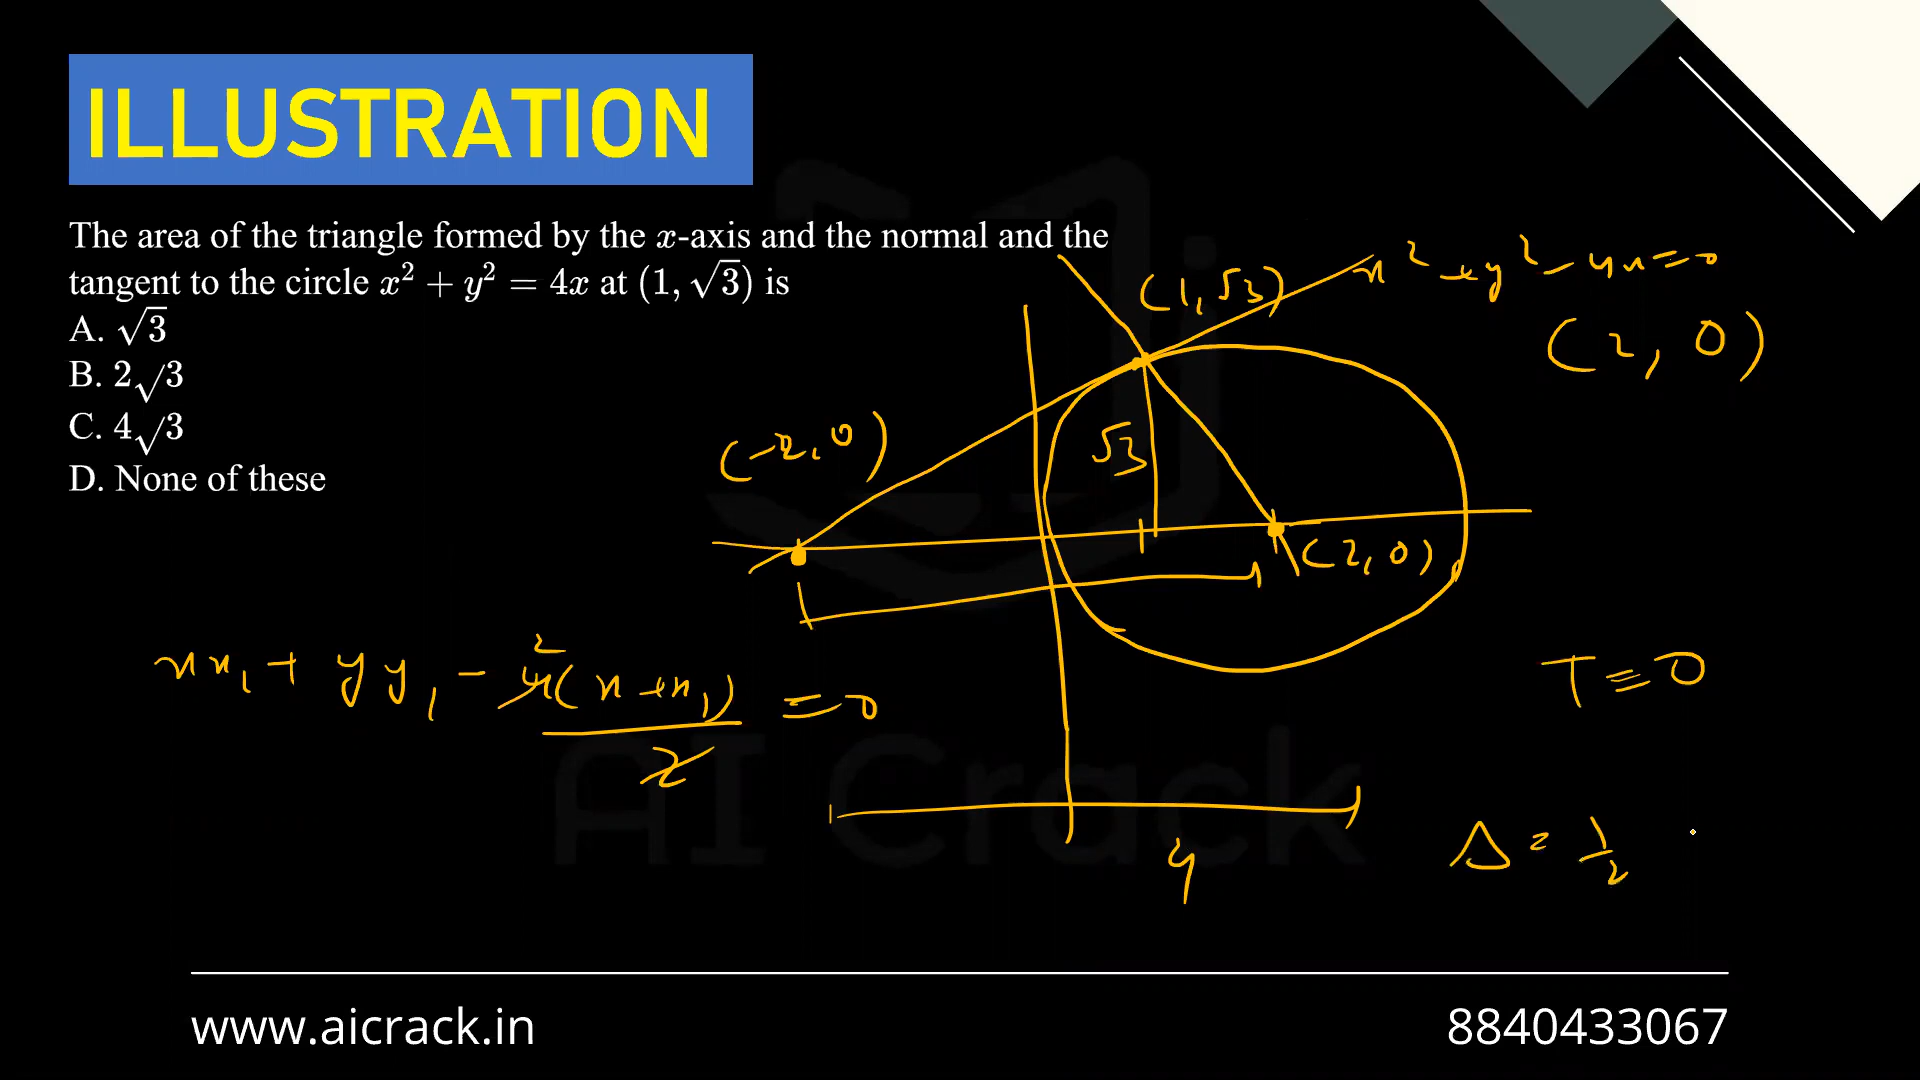 ILLUSTRATION
The area of the triangle formed by the x-axis and the normal and the
tangent to the circle x² + y² = 4x at (1, √3) is
A. √3
B. 2√3
C. 4√3
D. None of these
x² + y² - 4x = 0
(1, √3)
(2, 0)
(-2, 0)
√3
(2, 0)
xx₁ + yy₁ - 4(x + x₁)/2 = 0
2
T = 0
4
Δ = 1/2
AI Crack
www.aicrack.in
8840433067